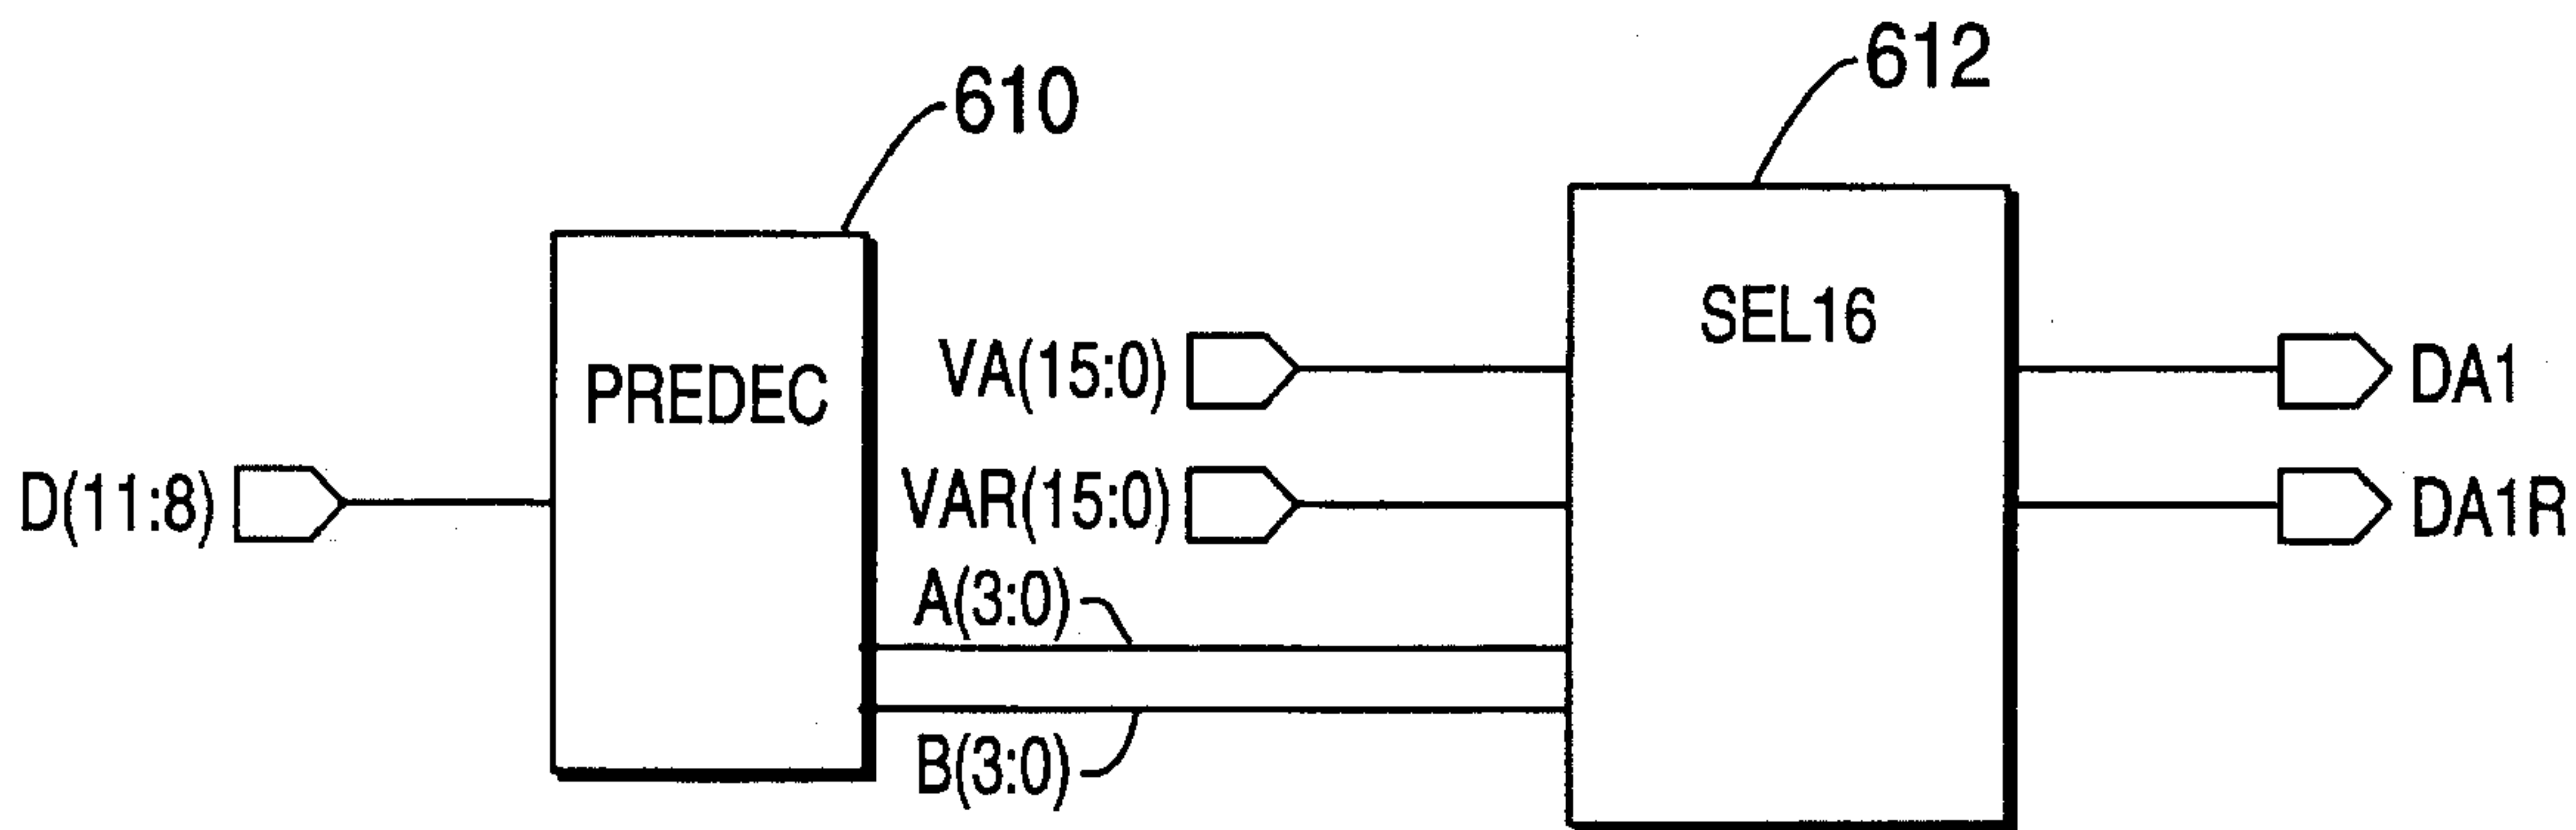 612
610
SEL16
PREDEC
VA(15:0)
DA1
D(11:8)
VAR(15:0)
DA1R
A(3:0)
B(3:0)